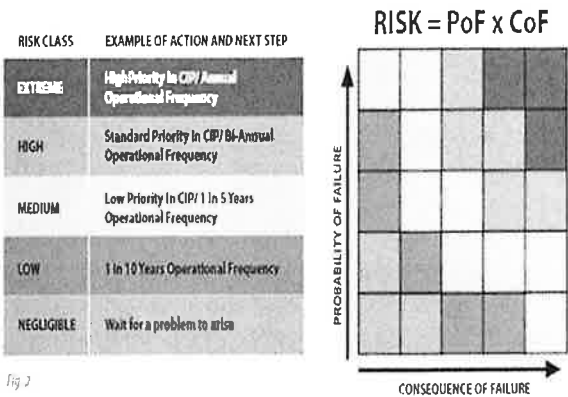 RISK = PoF x CoF
RISK CLASS
EXAMPLE OF ACTION AND NEXT STEP
EXTREME
High Priority In CIP/ Annual
Operational Frequency
HIGH
Standard Priority In CIP/ Bi-Annual
Operational Frequency
MEDIUM
Low Priority In CIP/ 1 In 5 Years
Operational Frequency
LOW
1 in 10 Years Operational Frequency
NEGLIGIBLE
Wait for a problem to arise
Fig. 2
PROBABILITY OF FAILURE
CONSEQUENCE OF FAILURE